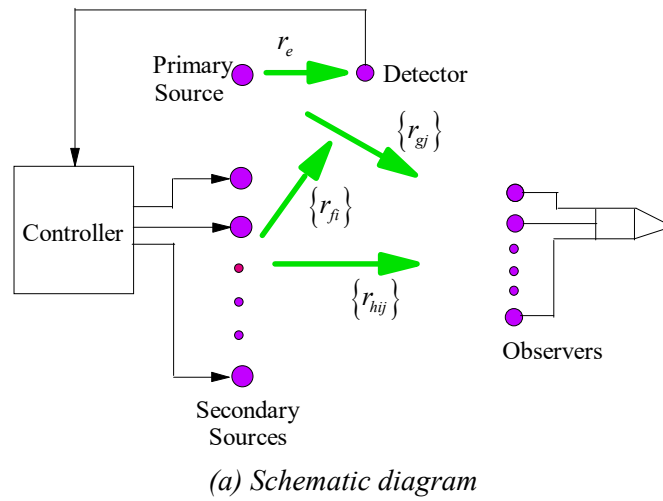 r_e
Primary
Source
Detector
{r_gj}
{r_fi}
Controller
{r_hij}
Observers
Secondary
Sources
(a) Schematic diagram